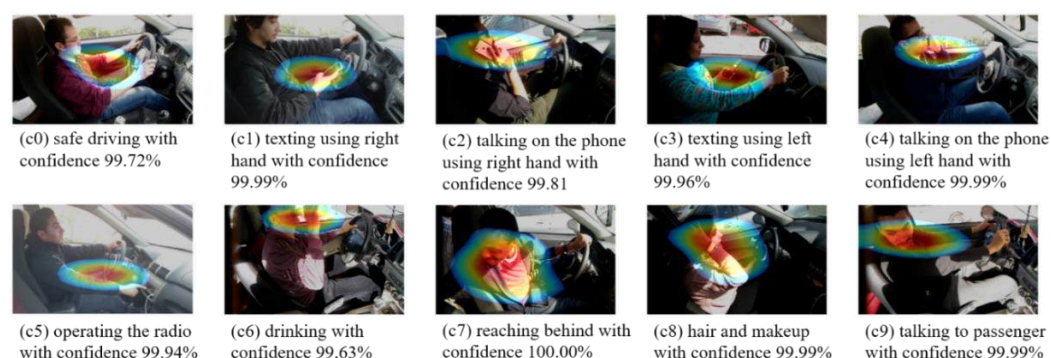 (c0) safe driving with
confidence 99.72%
(c1) texting using right
hand with confidence
99.99%
(c2) talking on the phone
using right hand with
confidence 99.81
(c3) texting using left
hand with confidence
99.96%
(c4) talking on the phone
using left hand with
confidence 99.99%
(c5) operating the radio
with confidence 99.94%
(c6) drinking with
confidence 99.63%
(c7) reaching behind with
confidence 100.00%
(c8) hair and makeup
with confidence 99.99%
(c9) talking to passenger
with confidence 99.99%